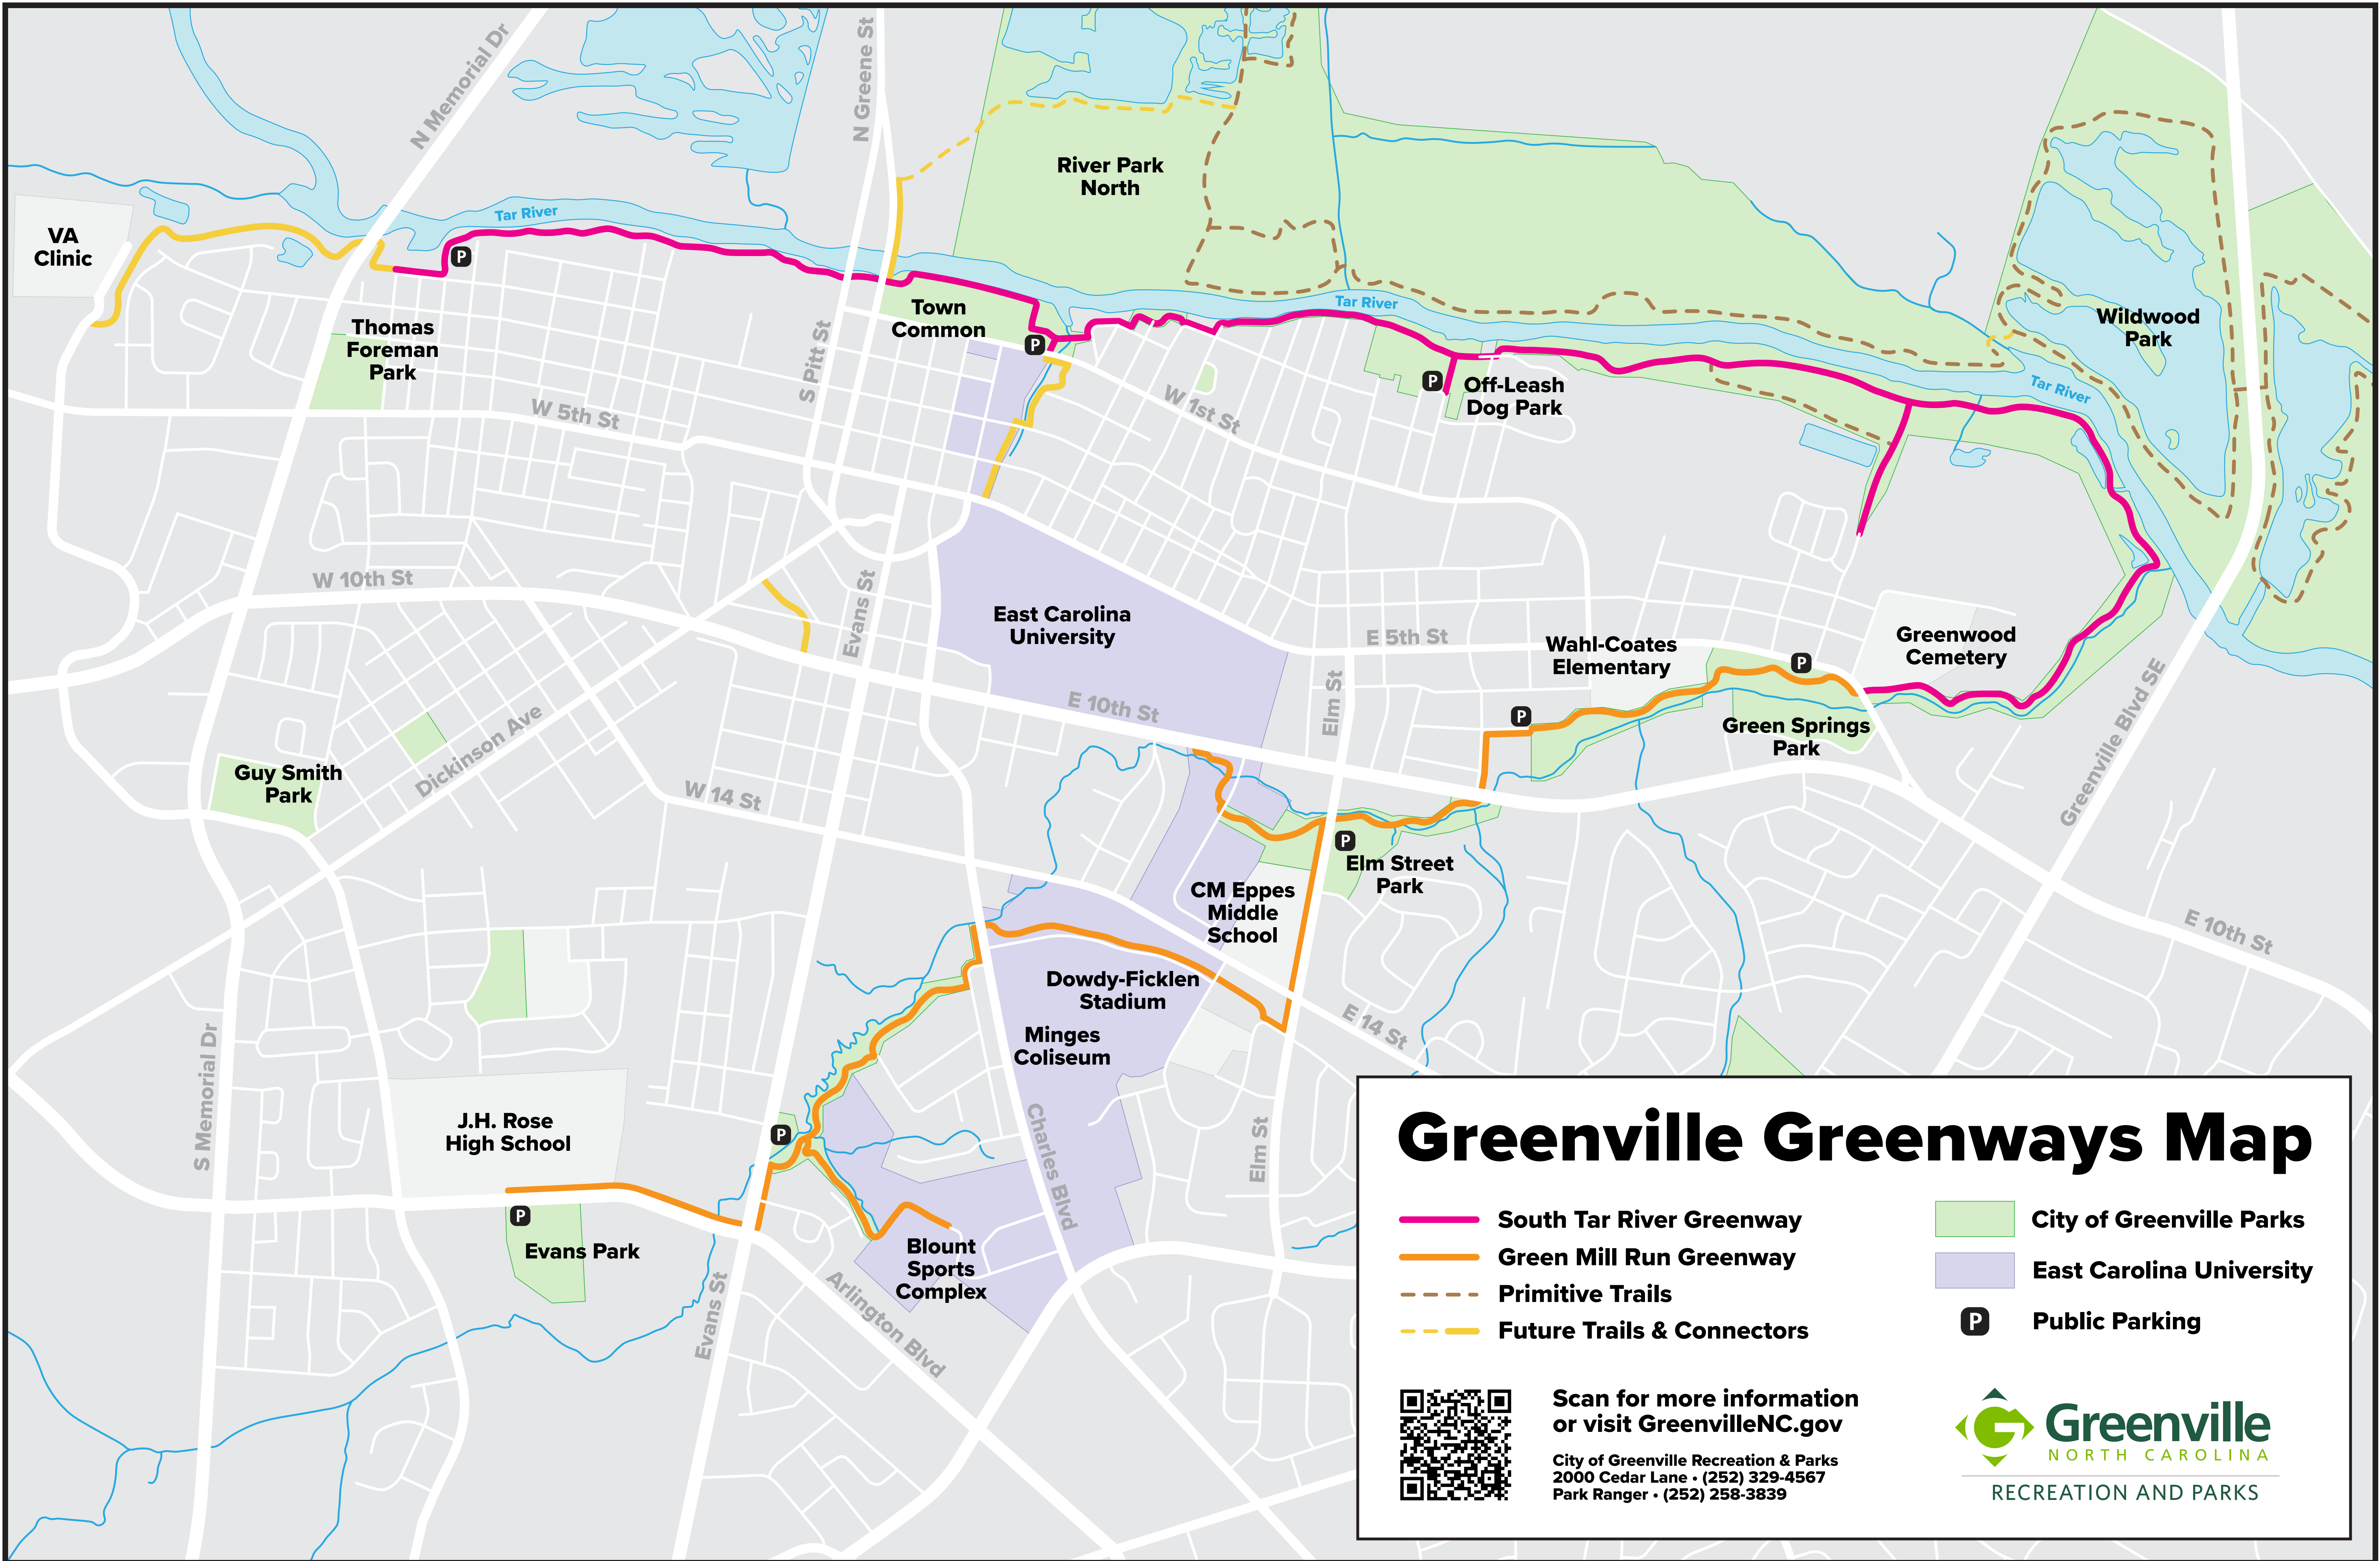 N Memorial Dr
N Greene St
River Park
North
VA
Clinic
Tar River
Tar River
Tar River
Town
Common
Wildwood
Park
Thomas
Foreman
Park
S Pitt St
P
P
P
Off-Leash
Dog Park
W 1st St
W 5th St
W 10th St
Evans St
East Carolina
University
E 5th St
Wahl-Coates
Elementary
P
Greenwood
Cemetery
Elm St
E 10th St
P
Green Springs
Park
Greenville Blvd SE
Guy Smith
Park
Dickinson Ave
W 14 St
P
Elm Street
Park
CM Eppes
Middle
School
E 10th St
Dowdy-Ficklen
Stadium
E 14 St
Minges
Coliseum
S Memorial Dr
J.H. Rose
High School
P
Charles Blvd
Elm St
P
Evans Park
Blount
Sports
Complex
Evans St
Arlington Blvd
Greenville Greenways Map
South Tar River Greenway
Green Mill Run Greenway
Primitive Trails
Future Trails & Connectors
City of Greenville Parks
East Carolina University
P
Public Parking
Scan for more information
or visit GreenvilleNC.gov
City of Greenville Recreation & Parks
2000 Cedar Lane • (252) 329-4567
Park Ranger • (252) 258-3839
G
Greenville
NORTH CAROLINA
RECREATION AND PARKS